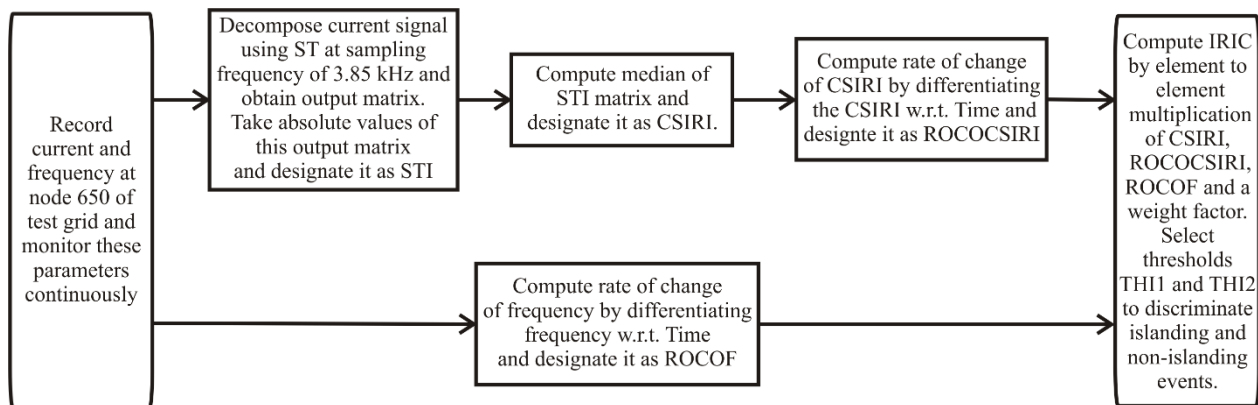 Record
current and
frequency at
node 650 of
test grid and
monitor these
parameters
continuously
Decompose current signal
using ST at sampling
frequency of 3.85 kHz and
obtain output matrix.
Take absolute values of
this output matrix
and designate it as STI
Compute median of
STI matrix and
designate it as CSIRI.
Compute rate of change
of CSIRI by differentiating
the CSIRI w.r.t. Time and
designte it as ROCOCSIRI
Compute rate of change
of frequency by differentiating
frequency w.r.t. Time
and designate it as ROCOF
Compute IRIC
by element to
element
multiplication
of CSIRI,
ROCOCSIRI,
ROCOF and a
weight factor.
Select
thresholds
THI1 and THI2
to discriminate
islanding and
non-islanding
events.